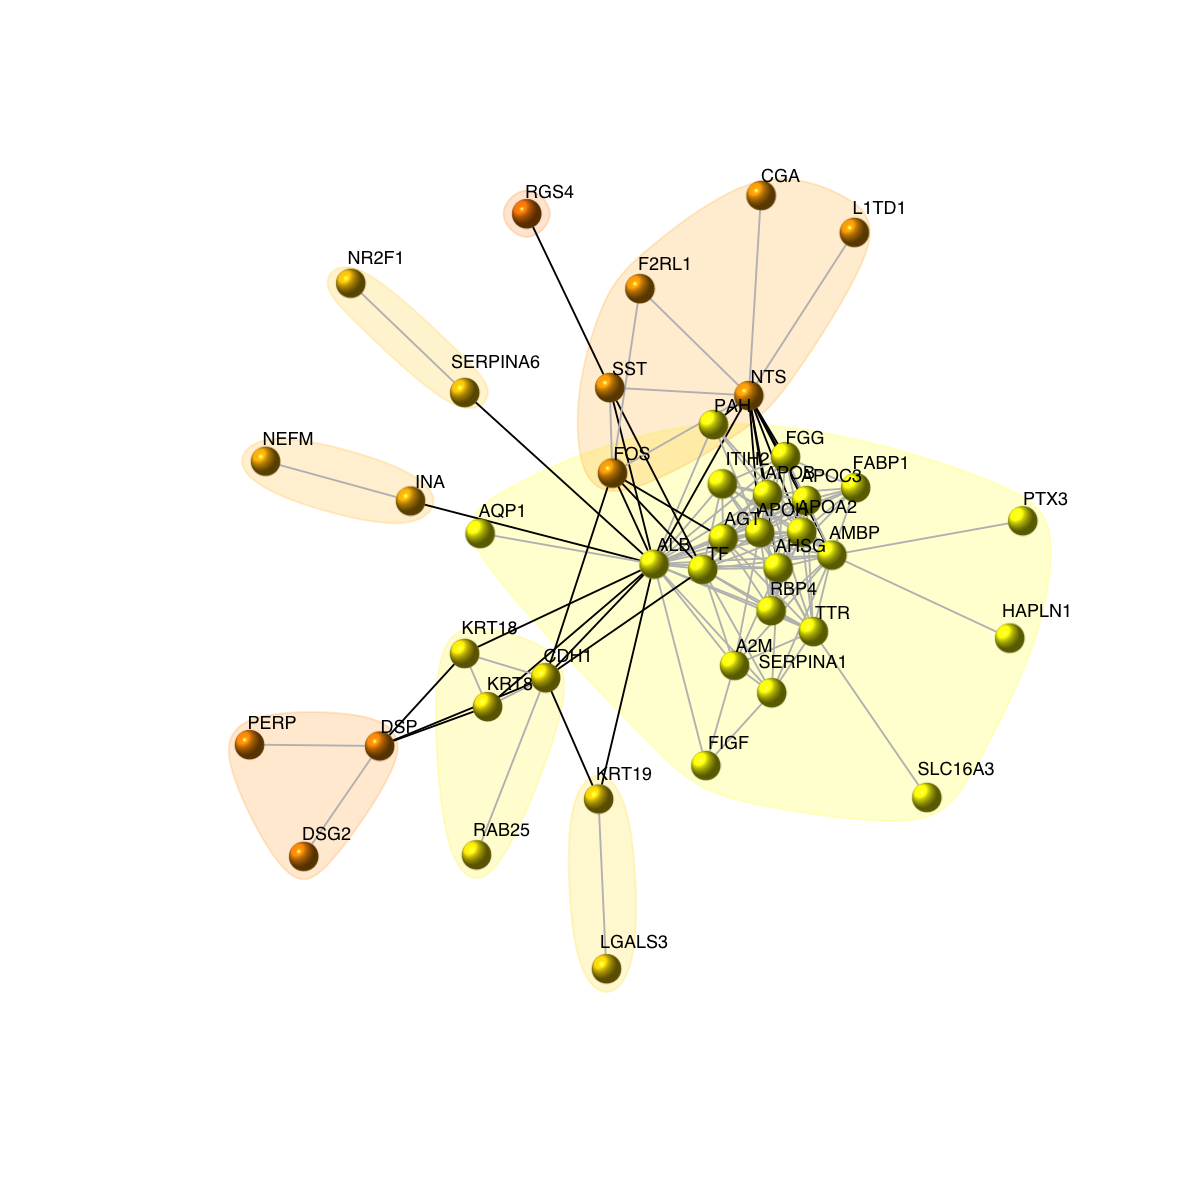 CGA
RGS4
L1TD1
NR2F1
F2RL1
SERPINA6
SST
NTS
PAH
NEFM
FOS
FGG
ITIH2
FABP1
APOB
APOC3
INA
PTX3
AQP1
AGT
APOH
APOA2
AMBP
ALB
TF
AHSG
RBP4
HAPLN1
TTR
KRT18
CDH1
A2M
SERPINA1
KRT8
PERP
DSP
FIGF
KRT19
SLC16A3
DSG2
RAB25
LGALS3